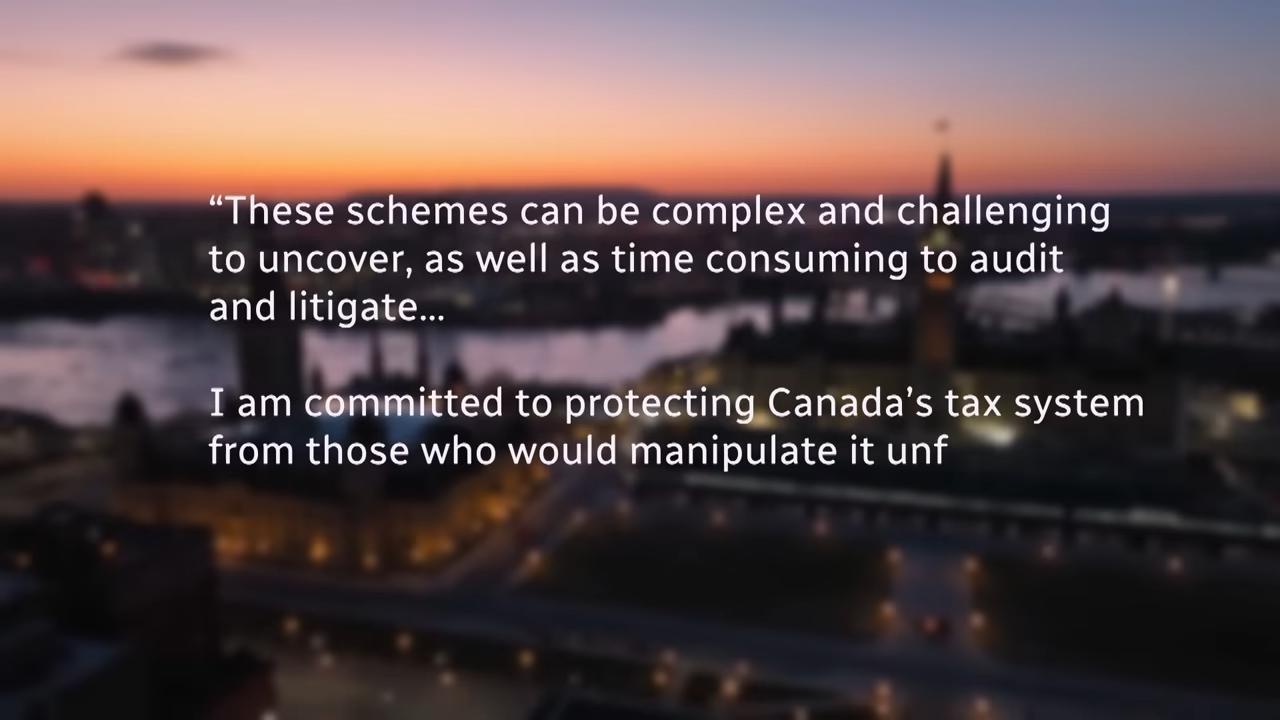 “These schemes can be complex and challenging
to uncover, as well as time consuming to audit
and litigate...
I am committed to protecting Canada’s tax system
from those who would manipulate it unf